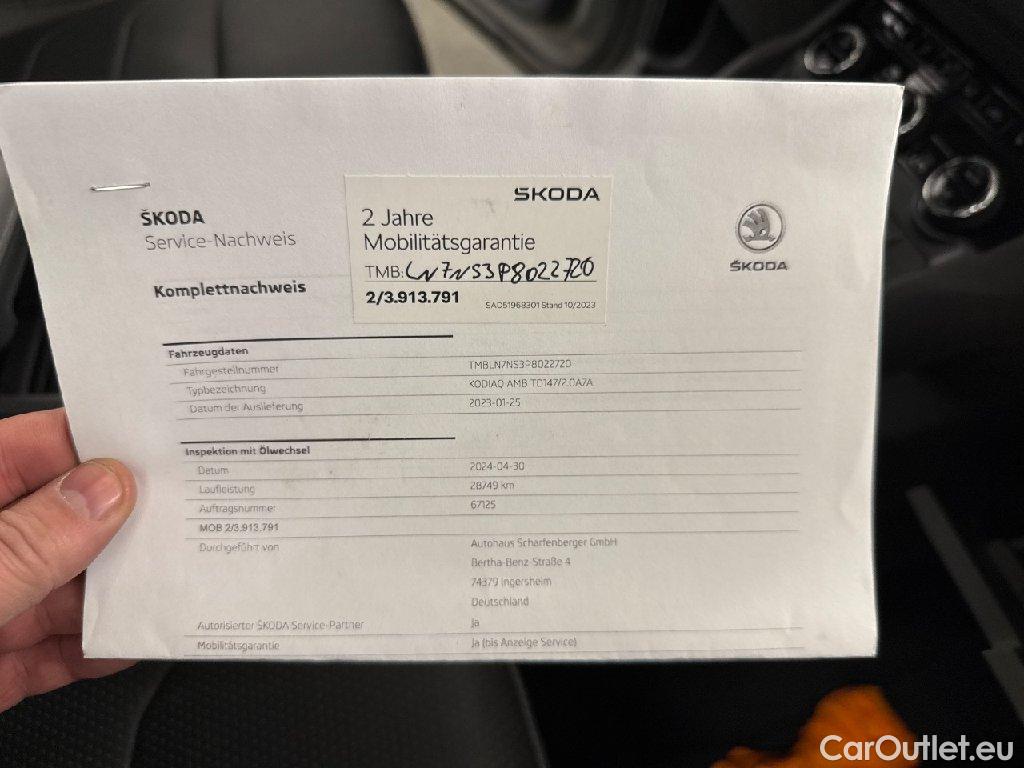 ŠKODA
Service-Nachweis
Komplettnachweis
ŠKODA
2 Jahre
Mobilitätsgarantie
TMB: LN7NS3P8022720
2/3.913.791
SAD51969301 Stand 10/2023
ŠKODA
Fahrzeugdaten
Fahrgestellnummer TMBLN7NS3P8022720
Typbezeichnung KODIAQ AMB TD147/2.0A7A
Datum der Auslieferung 2023-01-25
Inspektion mit Ölwechsel
Datum 2024-04-30
Laufleistung 28749 km
Auftragsnummer 67125
MOB 2/3.913.791
Durchgeführt von Autohaus Scharfenberger GmbH
Bertha-Benz-Straße 4
74379 Ingersheim
Deutschland
Autorisierter ŠKODA Service-Partner Ja
Mobilitätsgarantie Ja (bis Anzeige Service)
CarOutlet.eu